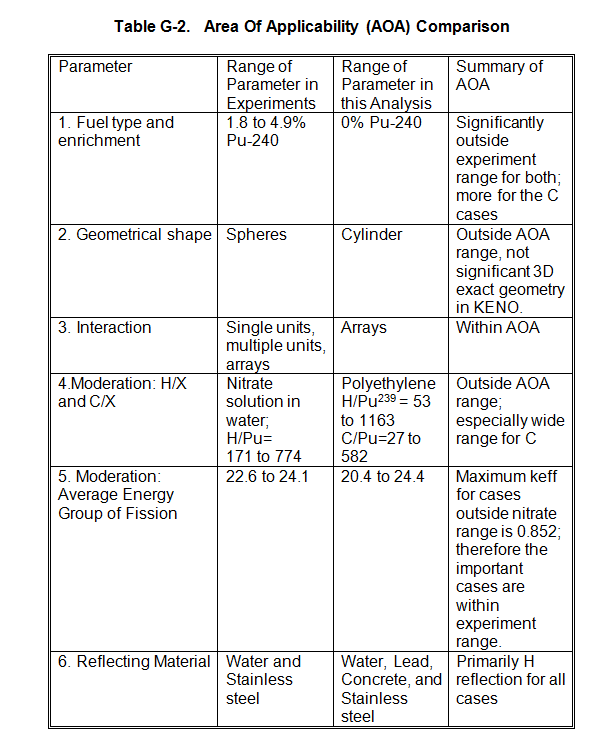 Table G-2. Area Of Applicability (AOA) Comparison
Parameter
Range of
Parameter in
Experiments
Range of
Parameter in
this Analysis
Summary of
AOA
1. Fuel type and
enrichment
1.8 to 4.9%
Pu-240
0% Pu-240
Significantly
outside
experiment
range for both;
more for the C
cases
2. Geometrical shape
Spheres
Cylinder
Outside AOA
range, not
significant 3D
exact geometry
in KENO.
3. Interaction
Single units,
multiple units,
arrays
Arrays
Within AOA
4.Moderation: H/X
and C/X
Nitrate
solution in
water;
H/Pu=
171 to 774
Polyethylene
H/Pu²³⁹ = 53
to 1163
C/Pu=27 to
582
Outside AOA
range;
especially wide
range for C
5. Moderation:
Average Energy
Group of Fission
22.6 to 24.1
20.4 to 24.4
Maximum keff
for cases
outside nitrate
range is 0.852;
therefore the
important
cases are
within
experiment
range.
6. Reflecting Material
Water and
Stainless
steel
Water, Lead,
Concrete, and
Stainless
steel
Primarily H
reflection for all
cases